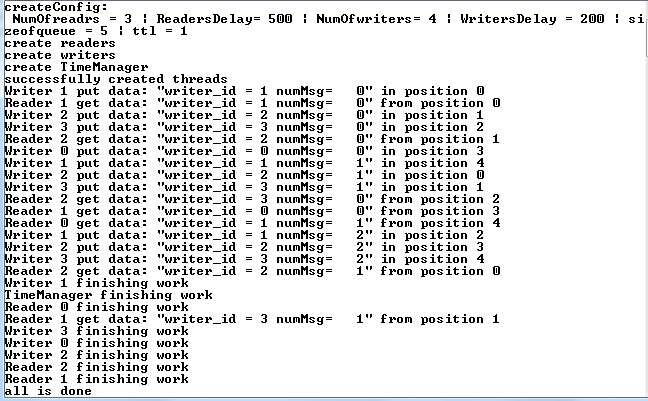 createConfig:
 NumOfreadrs = 3 ¦ ReadersDelay= 500 ¦ NumOfwriters= 4 ¦ WritersDelay = 200 ¦ si
zeofqueue = 5 ¦ ttl = 1
create readers
create writers
create TimeManager
successfully created threads
Writer 1 put data: "writer_id = 1 numMsg=   0" in position 0
Reader 1 get data: "writer_id = 1 numMsg=   0" from position 0
Writer 2 put data: "writer_id = 2 numMsg=   0" in position 1
Writer 3 put data: "writer_id = 3 numMsg=   0" in position 2
Reader 2 get data: "writer_id = 2 numMsg=   0" from position 1
Writer 0 put data: "writer_id = 0 numMsg=   0" in position 3
Writer 1 put data: "writer_id = 1 numMsg=   1" in position 4
Writer 2 put data: "writer_id = 2 numMsg=   1" in position 0
Writer 3 put data: "writer_id = 3 numMsg=   1" in position 1
Reader 2 get data: "writer_id = 3 numMsg=   0" from position 2
Reader 1 get data: "writer_id = 0 numMsg=   0" from position 3
Reader 0 get data: "writer_id = 1 numMsg=   1" from position 4
Writer 1 put data: "writer_id = 1 numMsg=   2" in position 2
Writer 2 put data: "writer_id = 2 numMsg=   2" in position 3
Writer 3 put data: "writer_id = 3 numMsg=   2" in position 4
Reader 2 get data: "writer_id = 2 numMsg=   1" from position 0
Writer 1 finishing work
TimeManager finishing work
Reader 0 finishing work
Reader 1 get data: "writer_id = 3 numMsg=   1" from position 1
Writer 3 finishing work
Writer 0 finishing work
Writer 2 finishing work
Reader 2 finishing work
Reader 1 finishing work
all is done